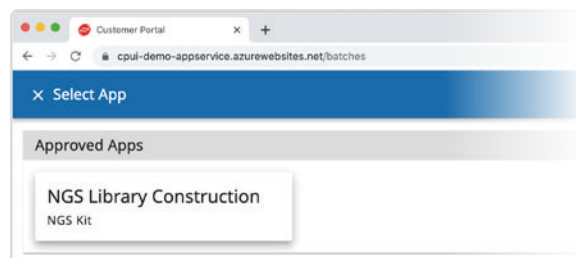 Customer Portal
cpui-demo-appservice.azurewebsites.net/batches
Select App
Approved Apps
NGS Library Construction
NGS Kit